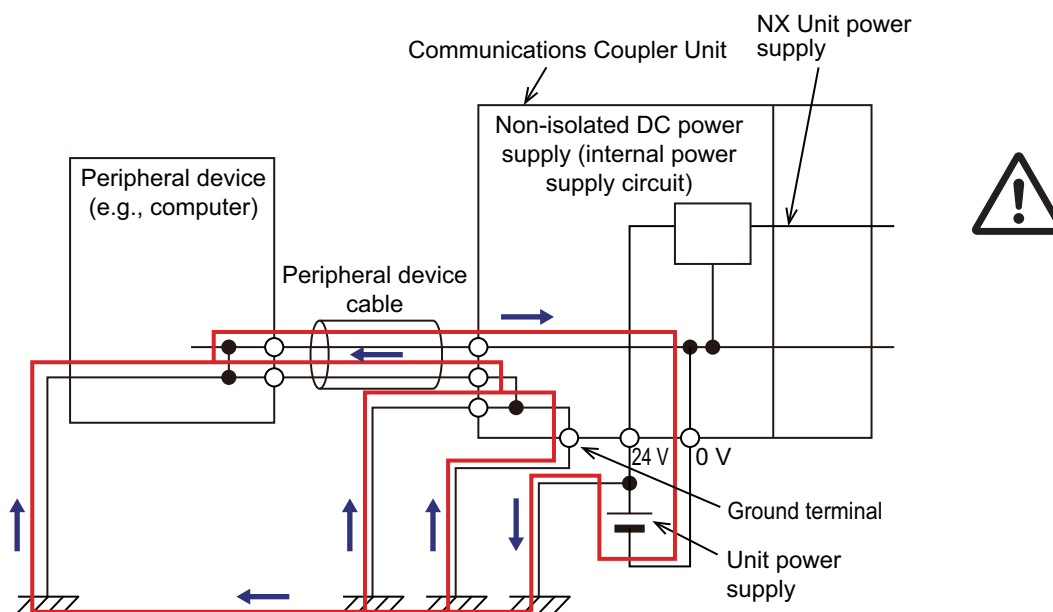 NX Unit power
supply
Communications Coupler Unit
Non-isolated DC power
supply (internal power
supply circuit)
Peripheral device
(e.g., computer)
Peripheral device
cable
24 V
0 V
Ground terminal
Unit power
supply